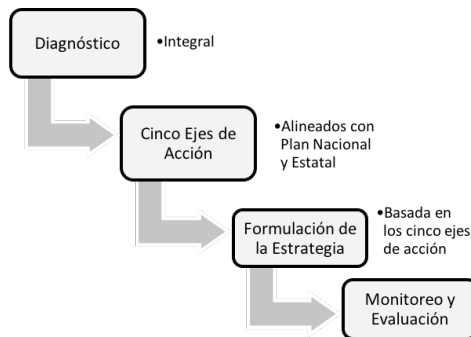 Diagnóstico
•Integral
Cinco Ejes de
Acción
•Alineados con
Plan Nacional
y Estatal
Formulación de
la Estrategia
•Basada en
los cinco ejes
de acción
Monitoreo y
Evaluación